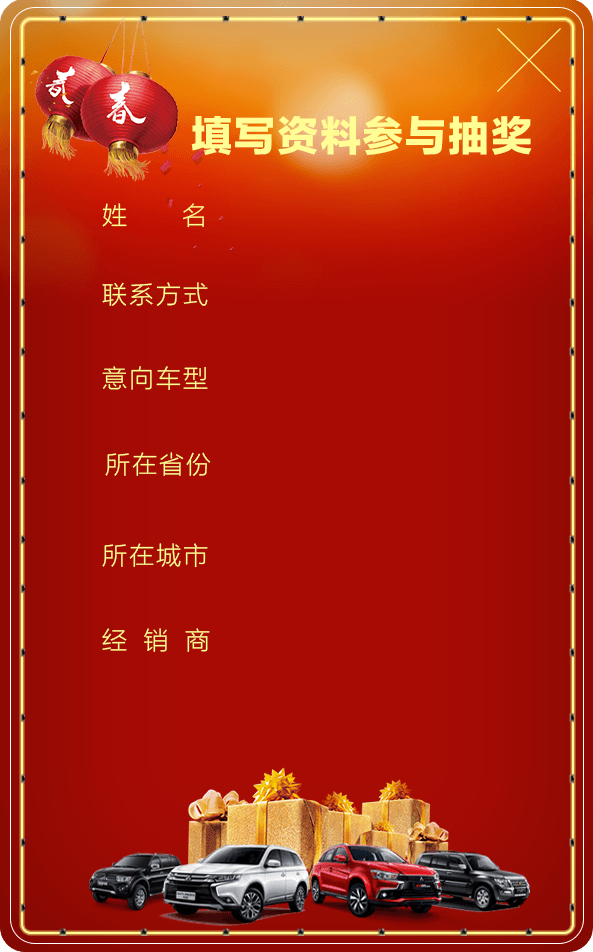 春 春
填写资料参与抽奖
姓 名
联系方式
意向车型
所在省份
所在城市
经 销 商